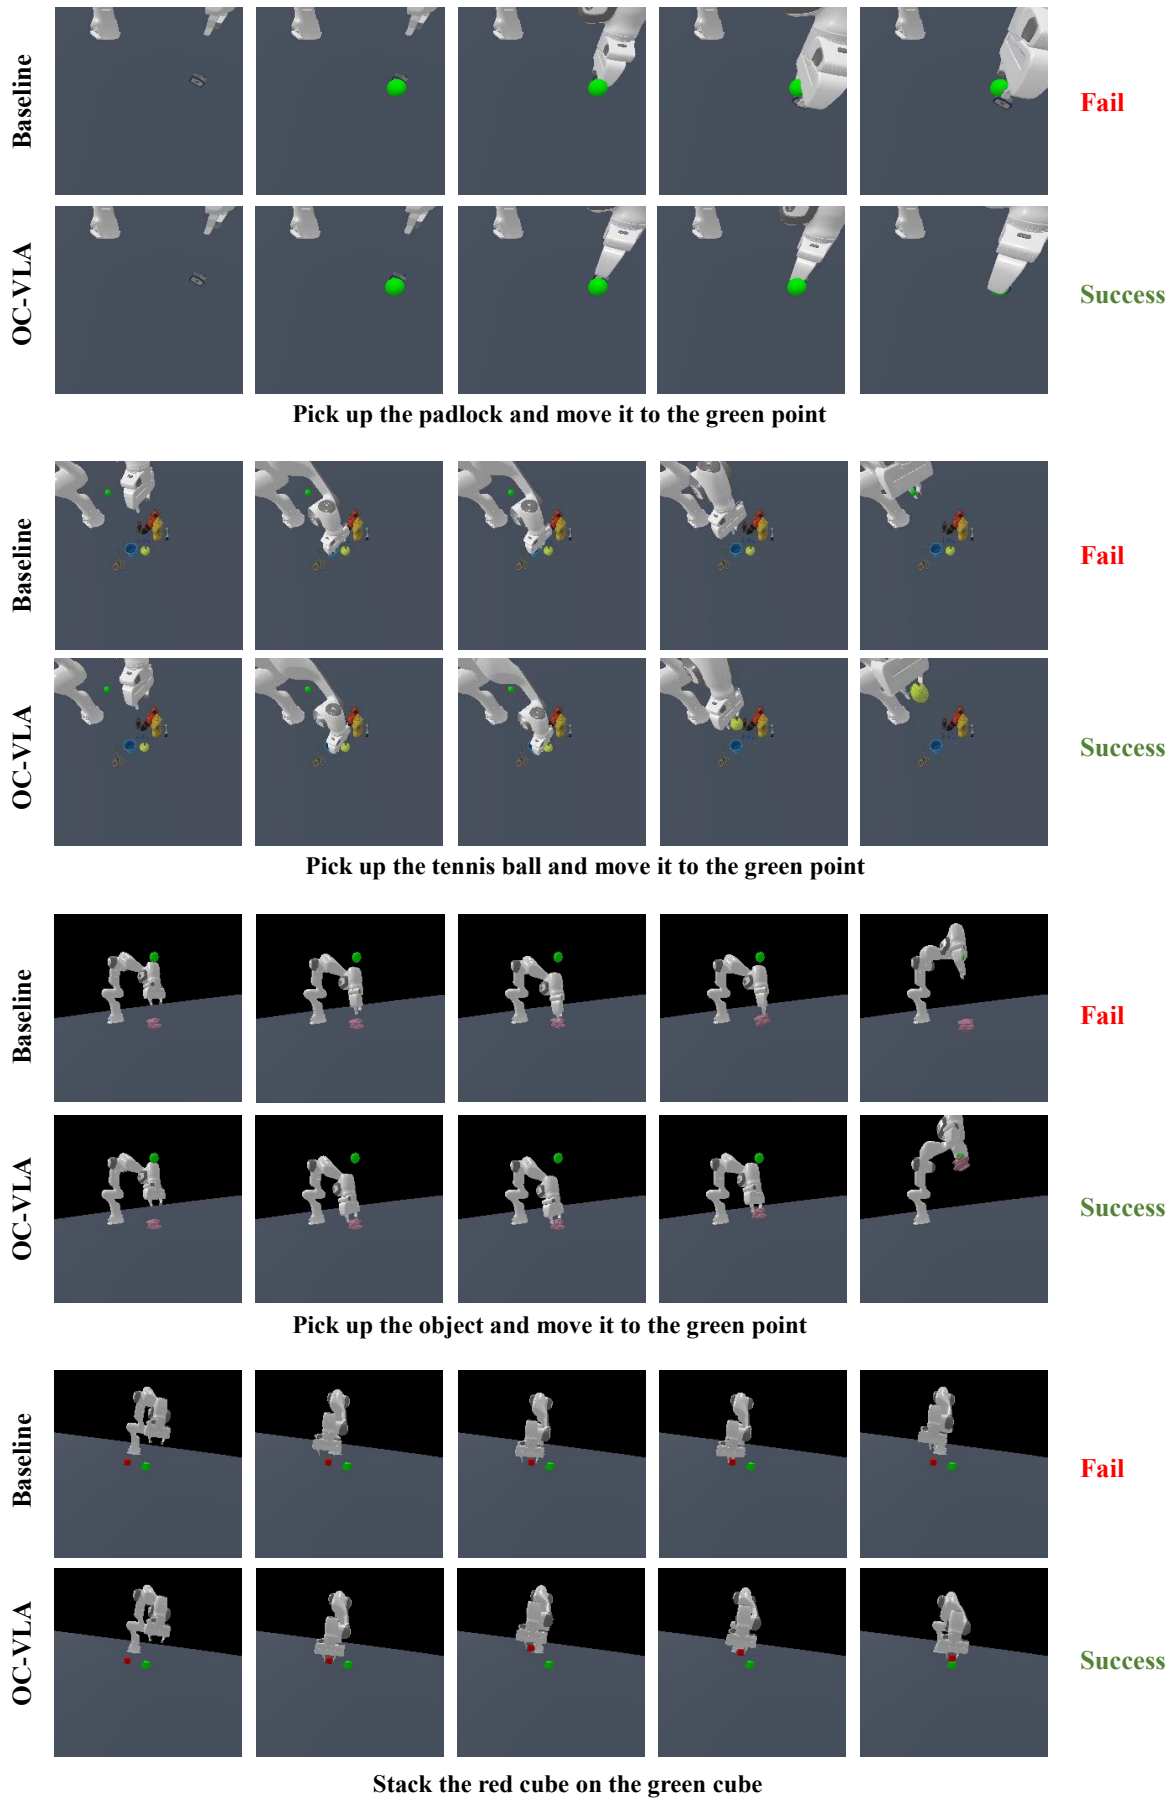 Baseline
Fail
OC-VLA
Success
Pick up the padlock and move it to the green point
Baseline
Fail
OC-VLA
Success
Pick up the tennis ball and move it to the green point
Baseline
Fail
OC-VLA
Success
Pick up the object and move it to the green point
Baseline
Fail
OC-VLA
Success
Stack the red cube on the green cube